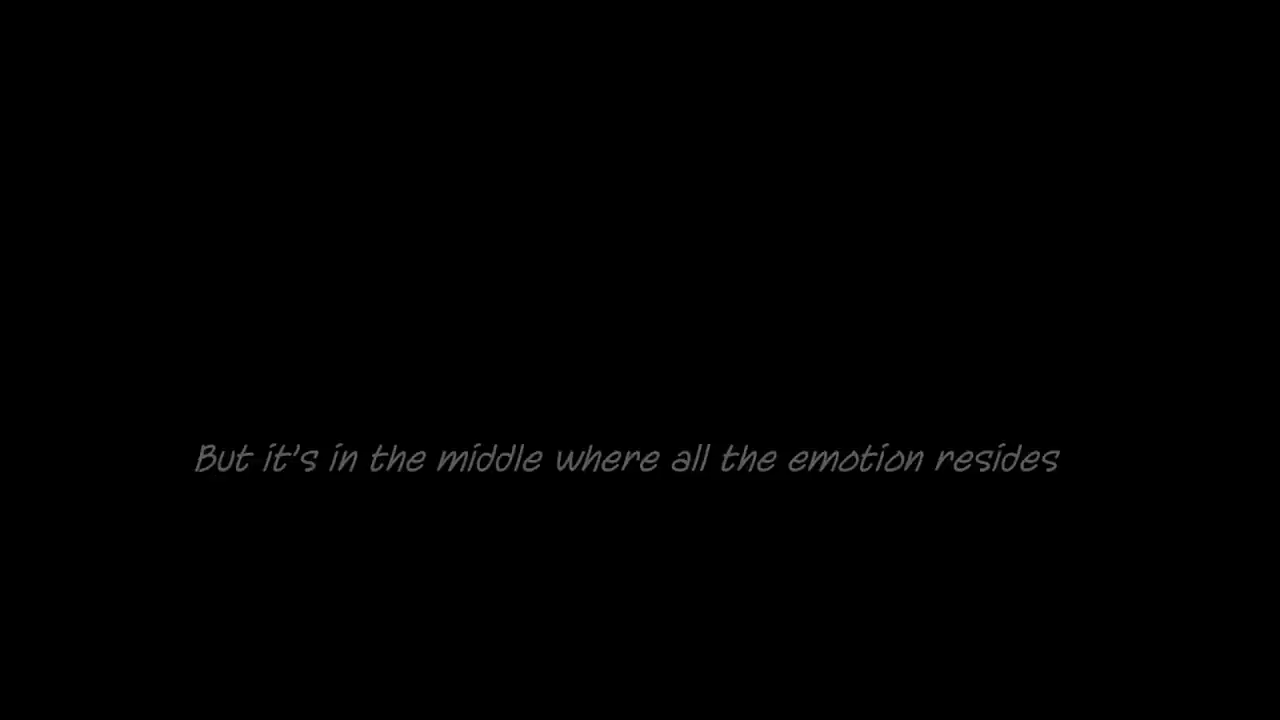 But it's in the middle where all the emotion resides